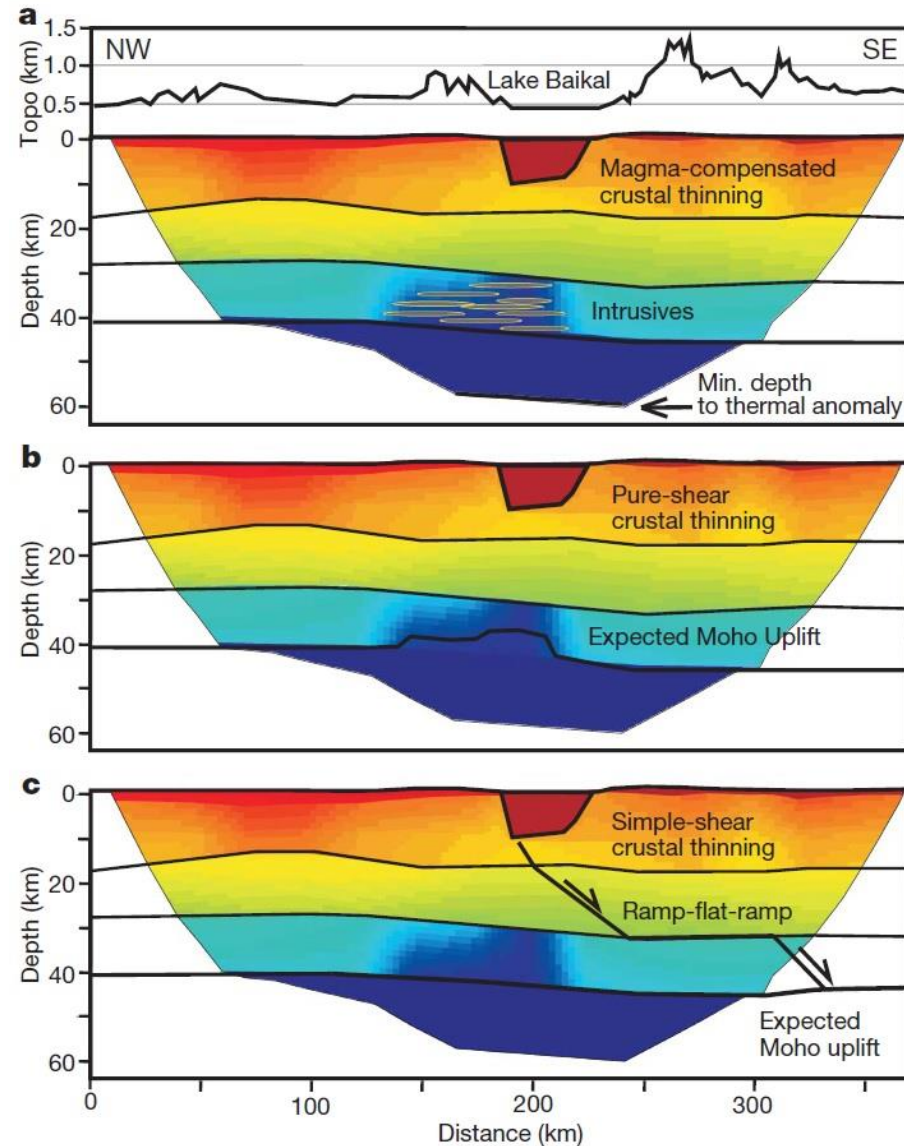 a
Topo (km)
1.5
1.0
0.5
NW
SE
Lake Baikal
Depth (km)
0
20
40
60
Magma-compensated
crustal thinning
Intrusives
Min. depth
to thermal anomaly
b
Depth (km)
0
20
40
60
Pure-shear
crustal thinning
Expected Moho Uplift
c
Depth (km)
0
20
40
60
Simple-shear
crustal thinning
Ramp-flat-ramp
Expected
Moho uplift
0
100
200
300
Distance (km)